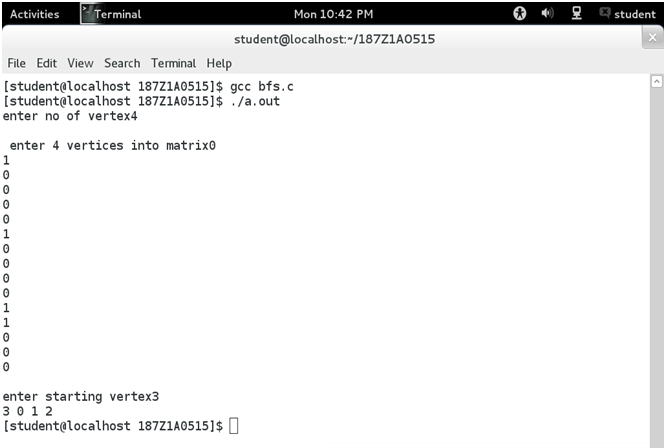 Activities Terminal Mon 10:42 PM student
student@localhost:~/187Z1A0515
File Edit View Search Terminal Help
[student@localhost 187Z1A0515]$ gcc bfs.c
[student@localhost 187Z1A0515]$ ./a.out
enter no of vertex4
enter 4 vertices into matrix0
1
0
0
0
0
1
0
0
0
0
1
1
0
0
0
enter starting vertex3
3 0 1 2
[student@localhost 187Z1A0515]$